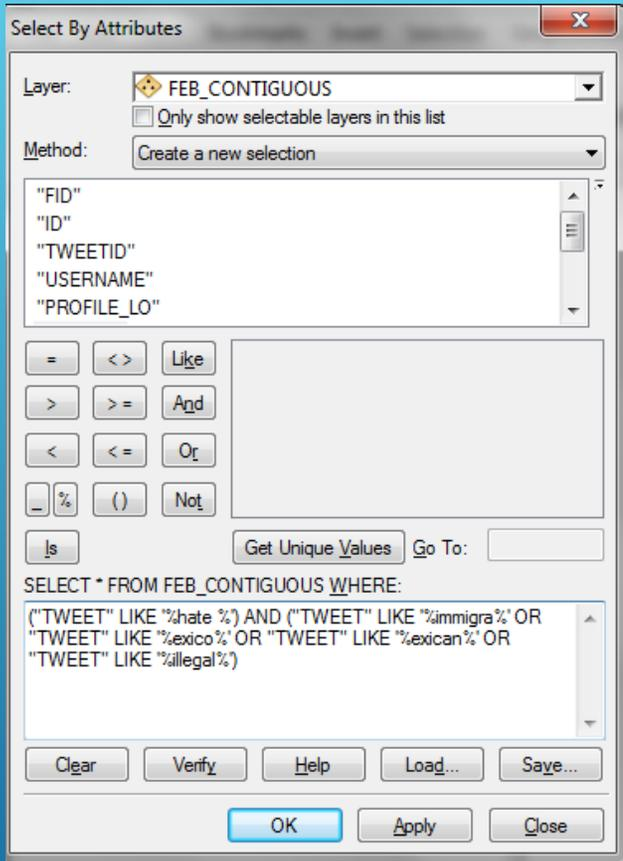 Select By Attributes
Layer: FEB_CONTIGUOUS
Only show selectable layers in this list
Method: Create a new selection
"FID"
"ID"
"TWEETID"
"USERNAME"
"PROFILE_LO"
= < > Like
> > = And
< < = Or
_ % ( ) Not
Is Get Unique Values Go To:
SELECT * FROM FEB_CONTIGUOUS WHERE:
("TWEET" LIKE '%hate %') AND ("TWEET" LIKE '%immigra%' OR
"TWEET" LIKE '%exico%' OR "TWEET" LIKE '%exican%' OR
"TWEET" LIKE '%illegal%')
Clear Verify Help Load... Save...
OK Apply Close